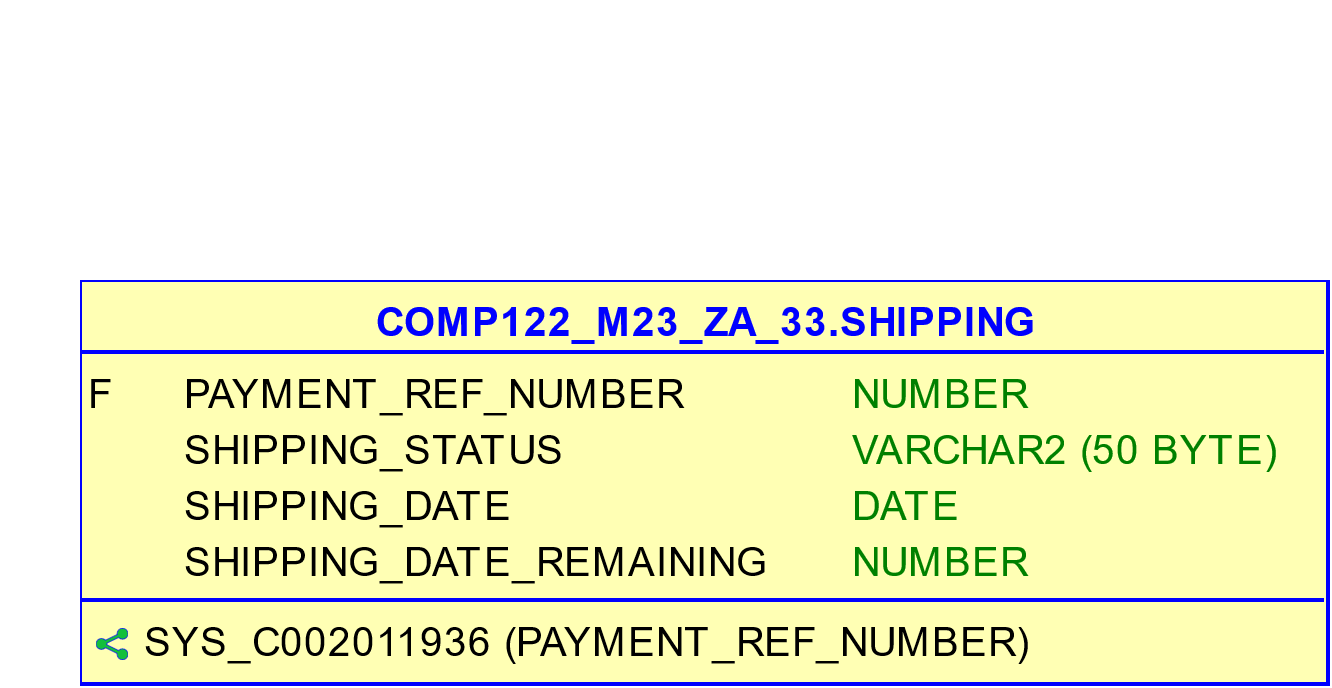 COMP122_M23_ZA_33.SHIPPING
F PAYMENT_REF_NUMBER NUMBER
SHIPPING_STATUS VARCHAR2 (50 BYTE)
SHIPPING_DATE DATE
SHIPPING_DATE_REMAINING NUMBER
SYS_C002011936 (PAYMENT_REF_NUMBER)